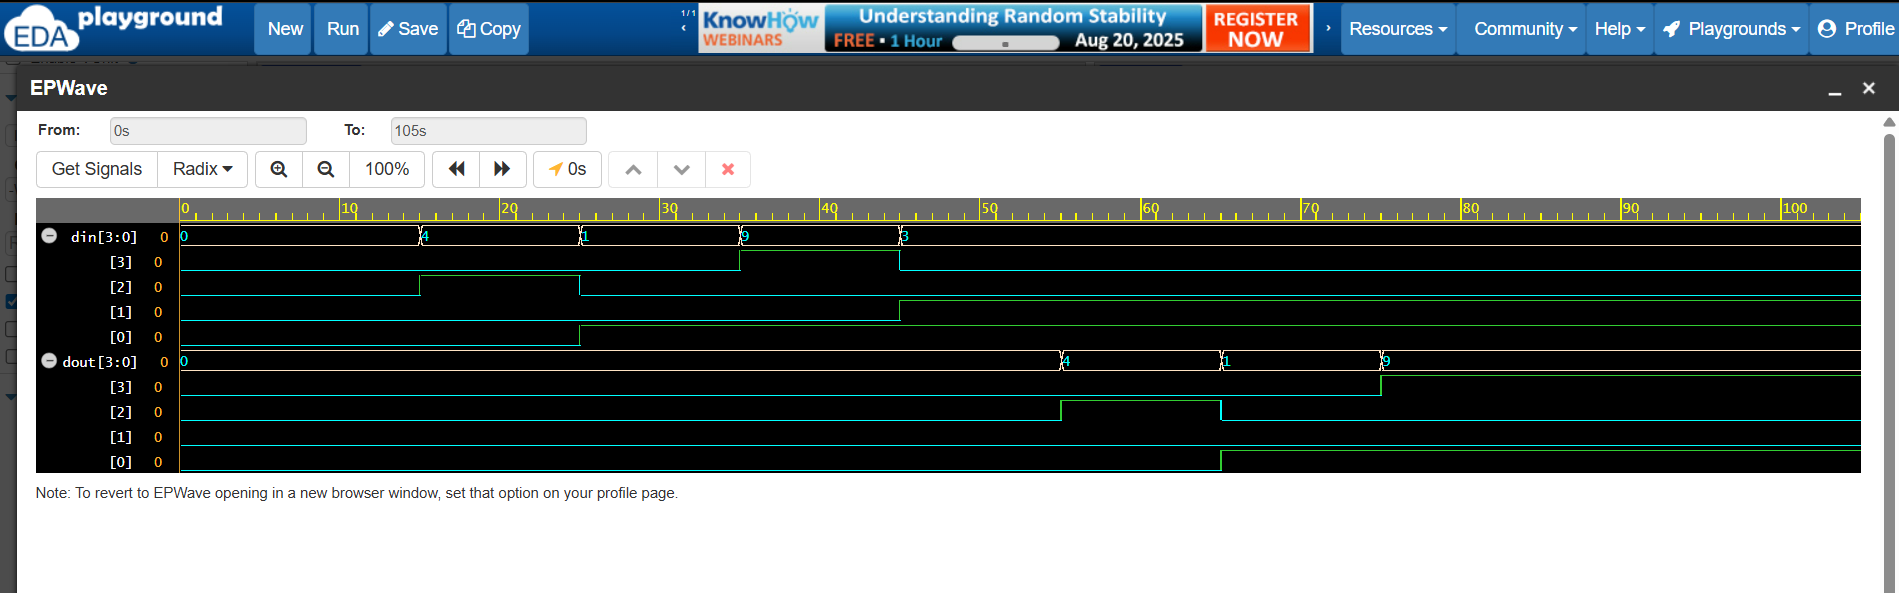 EDA playground
New
Run
Save
Copy
1/1
KnowHow
WEBINARS
Understanding Random Stability
FREE • 1 Hour
Aug 20, 2025
REGISTER
NOW
Resources
Community
Help
Playgrounds
Profile
EPWave
From:
0s
To:
105s
Get Signals
Radix
100%
0s
0 10 20 30 40 50 60 70 80 90 100
din[3:0] 0 0 4 1 9 3
[3] 0
[2] 0
[1] 0
[0] 0
dout[3:0] 0 0 4 1 9
[3] 0
[2] 0
[1] 0
[0] 0
Note: To revert to EPWave opening in a new browser window, set that option on your profile page.